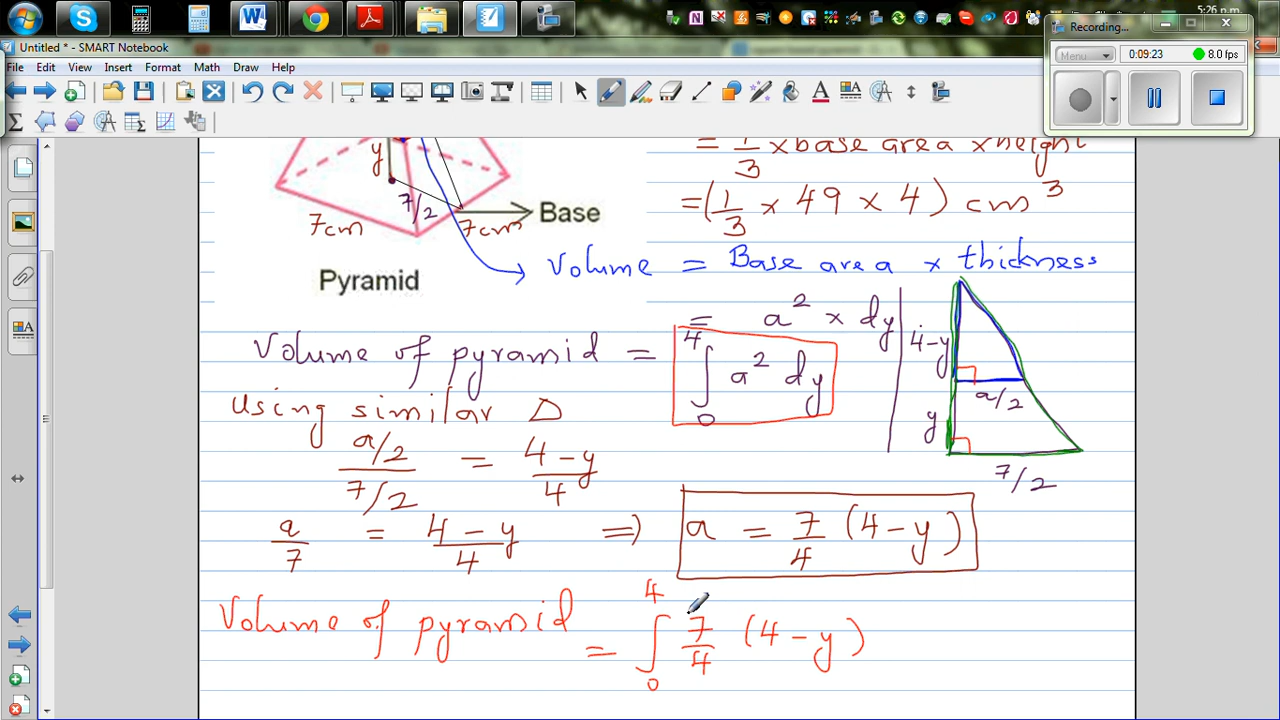 5:26 p.m.
Untitled * - SMART Notebook
Recording...
File Edit View Insert Format Math Draw Help
Menu 0:09:23 8.0 fps
= 1/3 x base area x height
y
7/2
= (1/3 x 49 x 4) cm³
7cm 7cm Base
Pyramid
Volume = Base area x thickness
= a² x dy
Volume of pyramid = ∫₀⁴ a² dy
4-y
a/2
y
7/2
Using similar Δ
a/2 / 7/2 = 4-y / 4
a/7 = 4-y / 4 => a = 7/4 (4-y)
Volume of pyramid = ∫₀⁴ 7/4 (4-y)